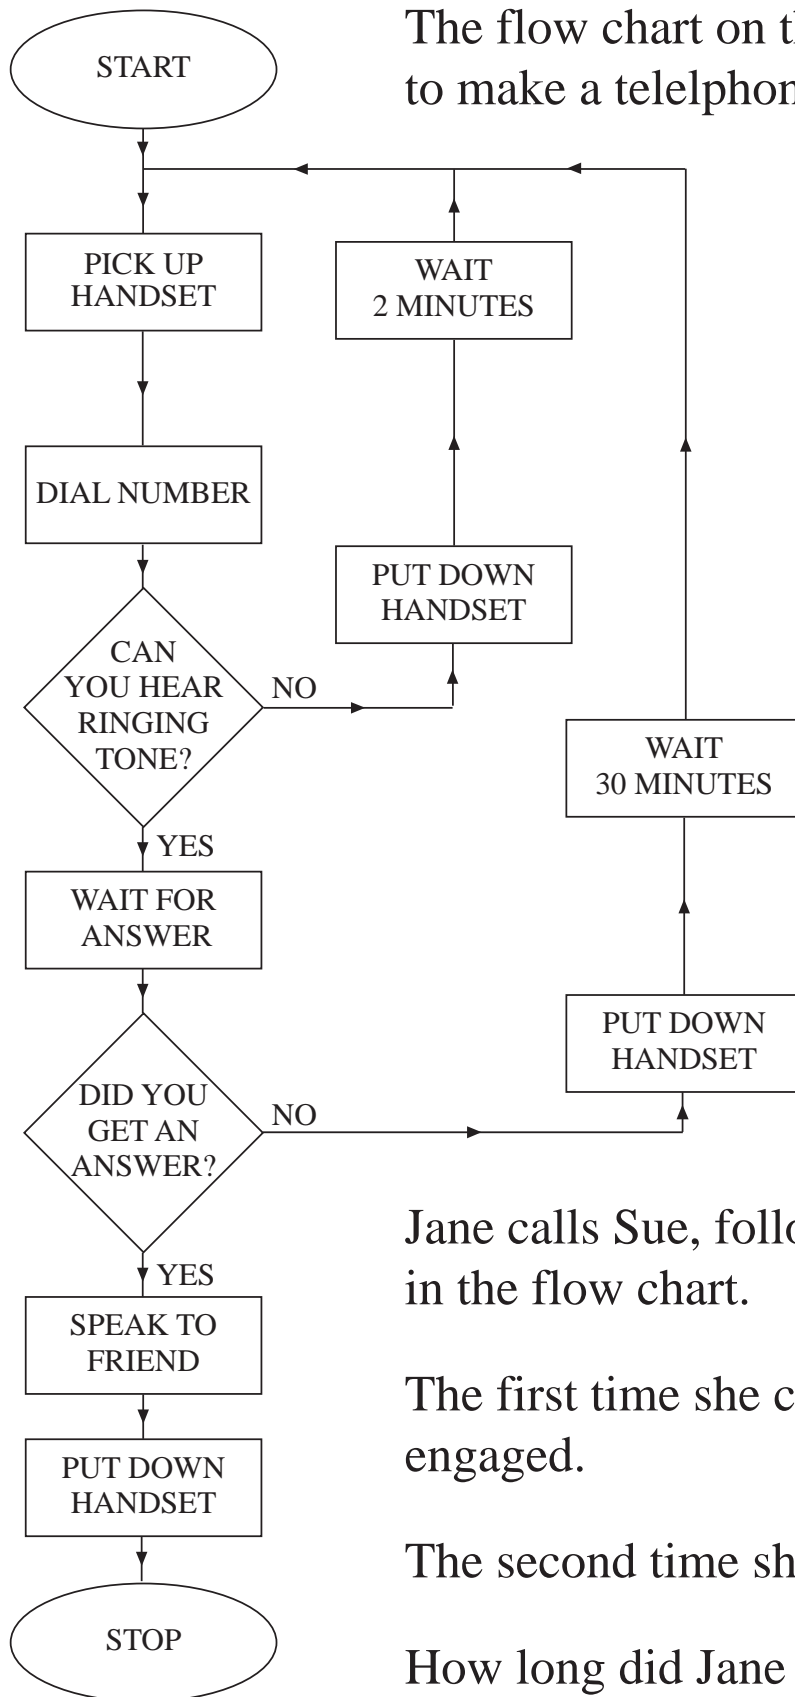 The flow chart on
to make a
START
PICK UP
HANDSET
WAIT
2 MINUTES
DIAL NUMBER
PUT DOWN
HANDSET
CAN
YOU HEAR
RINGING
TONE?
NO
YES
WAIT
30 MINUTES
WAIT FOR
ANSWER
PUT DOWN
HANDSET
DID YOU
GET AN
ANSWER?
NO
YES
Jane calls Sue,
in the flow chart.
SPEAK TO
FRIEND
The first time she
engaged.
PUT DOWN
HANDSET
The second time
STOP
How long did Jane